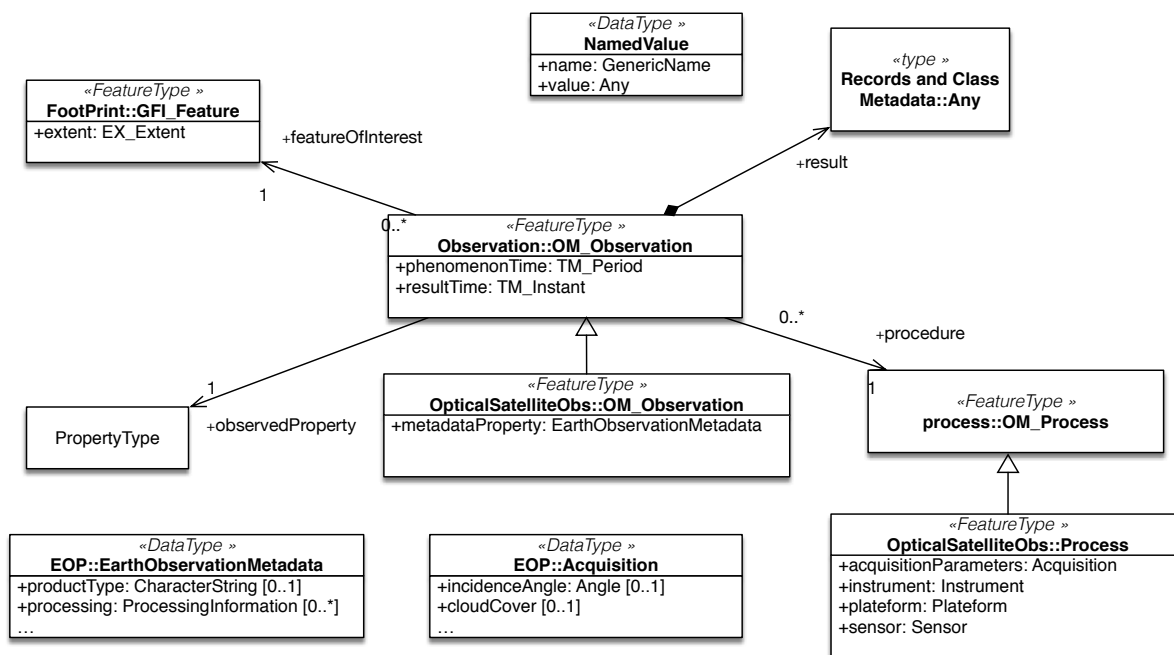 «DataType »
NamedValue
+name: GenericName
+value: Any
«type »
Records and Class
Metadata::Any
«FeatureType »
FootPrint::GFI_Feature
+extent: EX_Extent
+featureOfInterest
+result
1
0..*
«FeatureType »
Observation::OM_Observation
+phenomenonTime: TM_Period
+resultTime: TM_Instant
0..*
+procedure
1
1
+observedProperty
PropertyType
«FeatureType »
OpticalSatelliteObs::OM_Observation
+metadataProperty: EarthObservationMetadata
«FeatureType »
process::OM_Process
«DataType »
EOP::EarthObservationMetadata
+productType: CharacterString [0..1]
+processing: ProcessingInformation [0..*]
...
«DataType »
EOP::Acquisition
+incidenceAngle: Angle [0..1]
+cloudCover [0..1]
...
«FeatureType »
OpticalSatelliteObs::Process
+acquisitionParameters: Acquisition
+instrument: Instrument
+plateform: Plateform
+sensor: Sensor